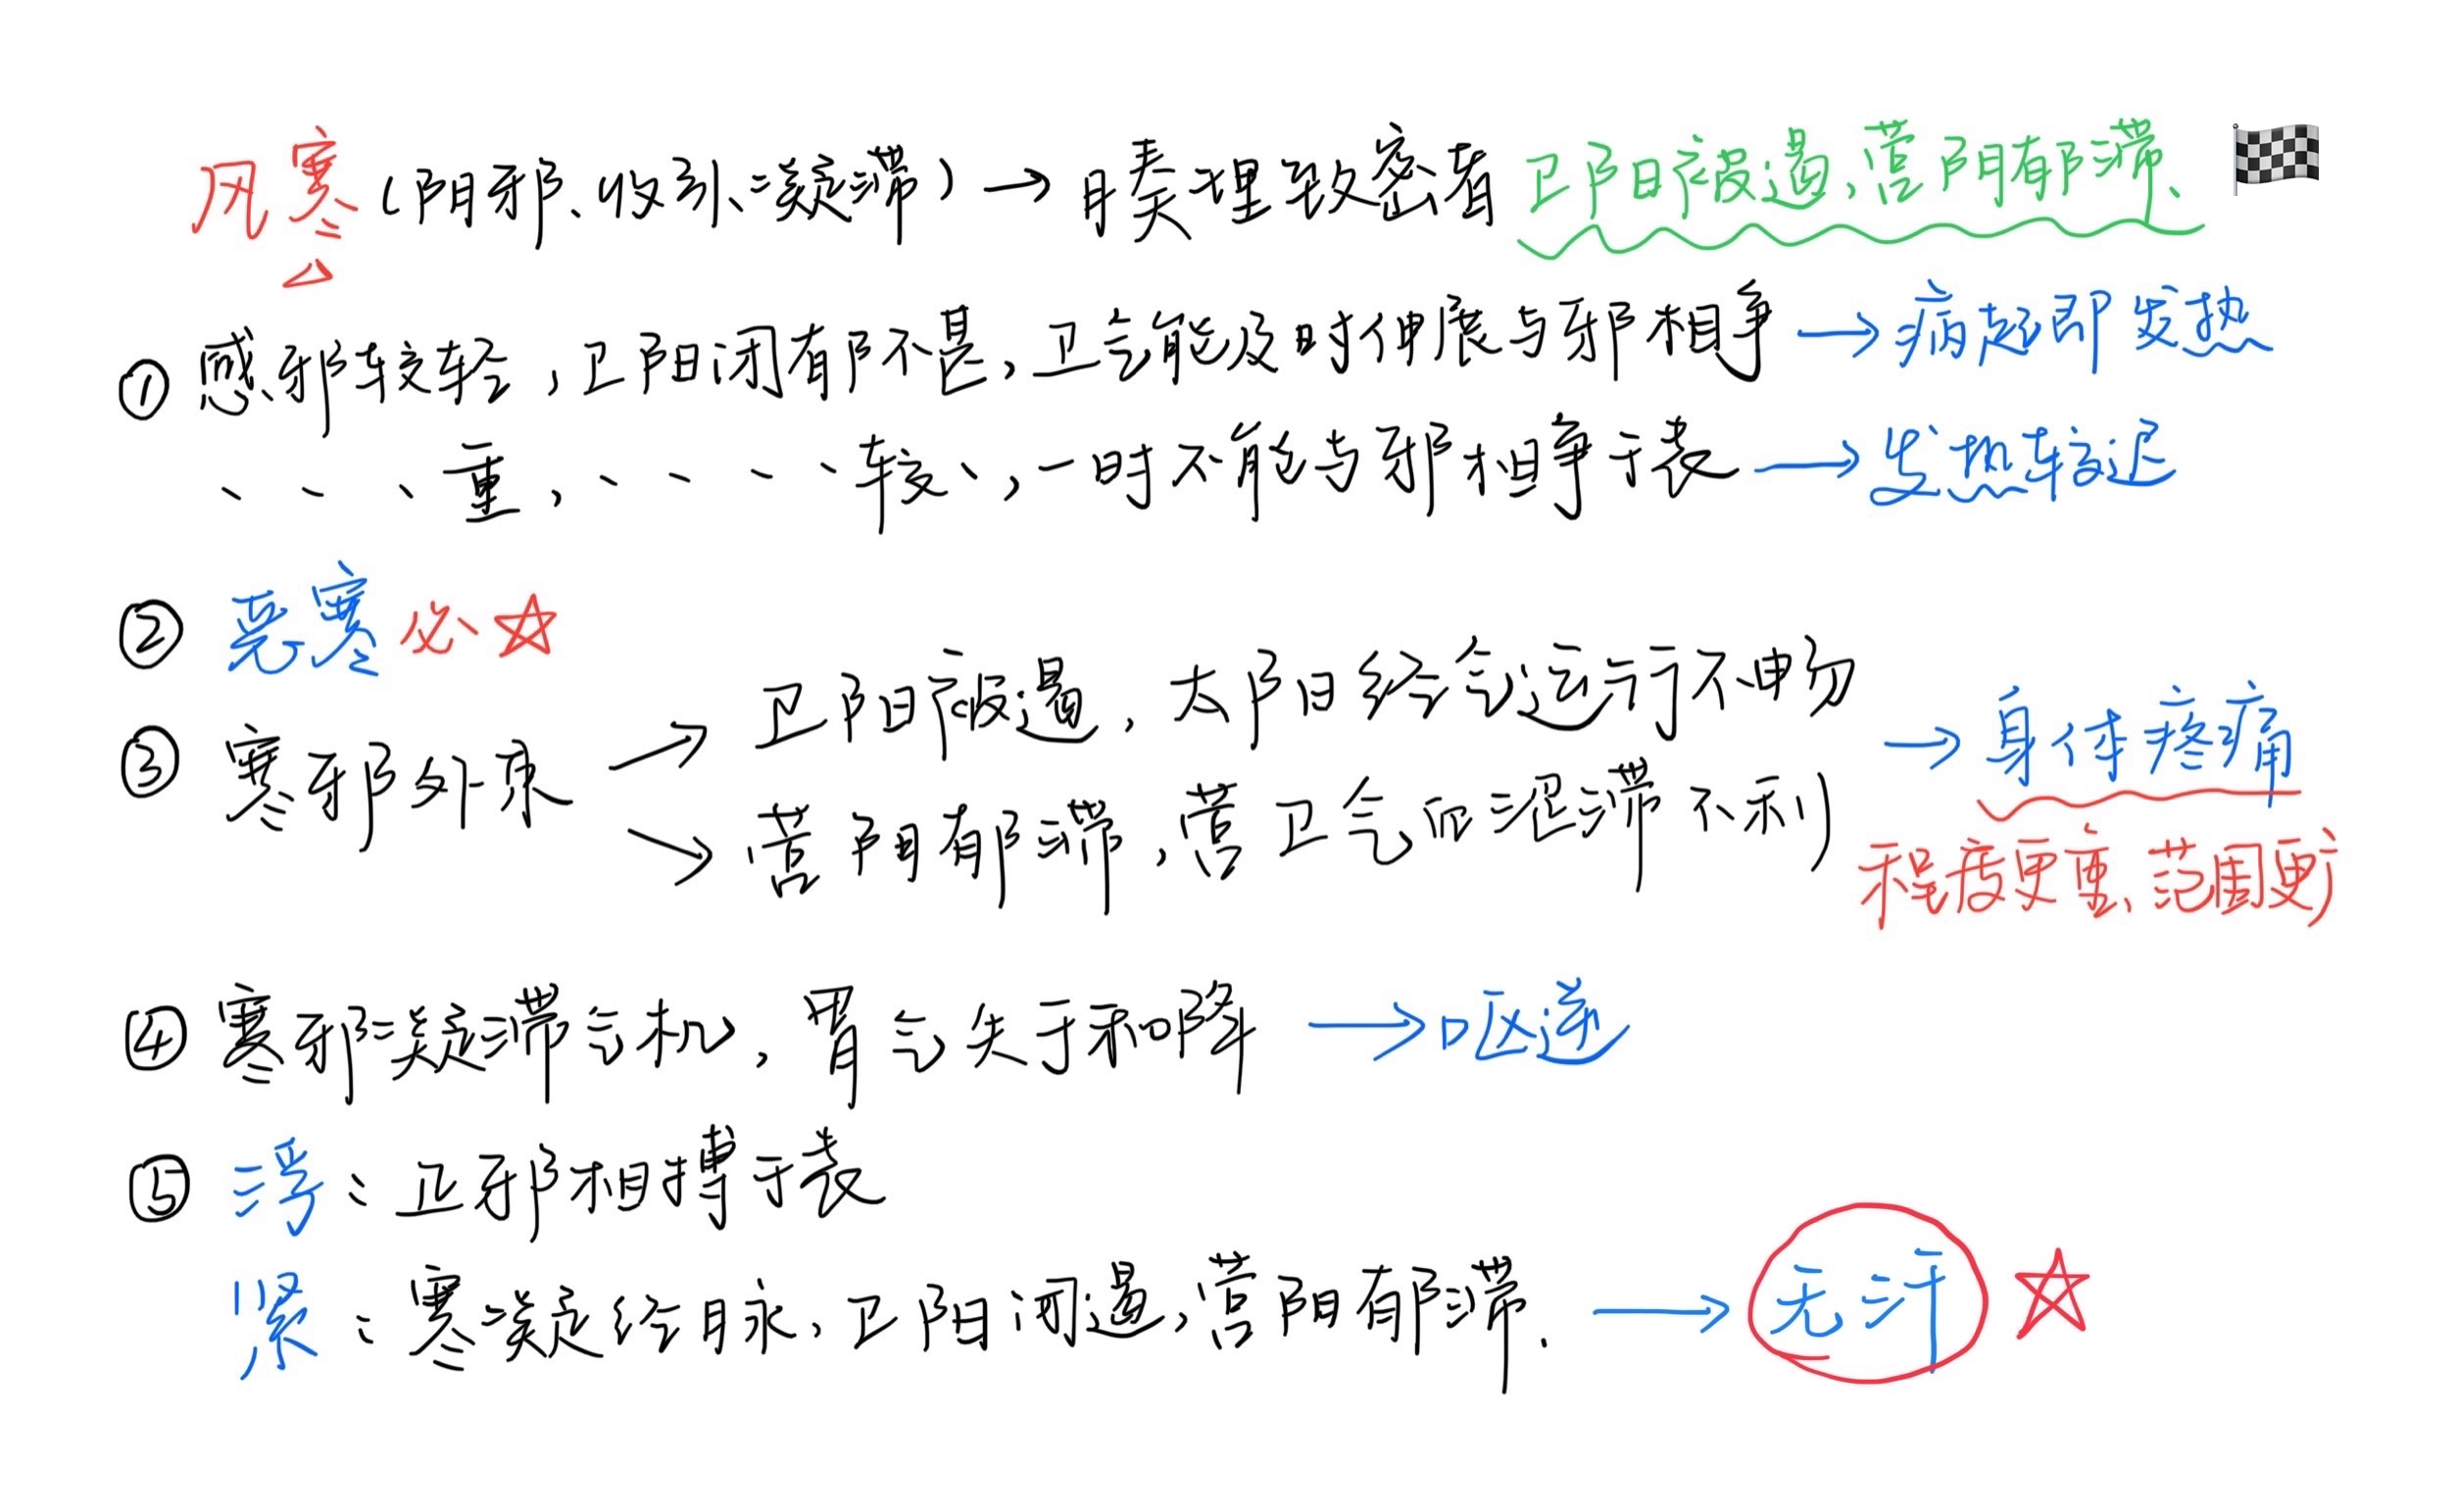 风寒（阴邪、收引、凝滞）→腠理致密者 卫阳被遏，营阴郁滞、
①感邪较轻，卫阳闭郁不甚，卫气能及时伸展与邪相争→病起即发热
、、、重，、、、、较、，一时不能与邪相争于表→发热较迟
②恶寒必、☆
③寒邪外束
→卫阳被遏，太阳经气运行不畅
→营阴郁滞，营卫气血涩滞不利
→身体疼痛
程度更重、范围更广
④寒邪凝滞气机，胃气失于和降→呕逆
⑤浮：正邪相搏于表
紧：寒凝经脉，卫阳闭遏，营阴郁滞.→无汗☆